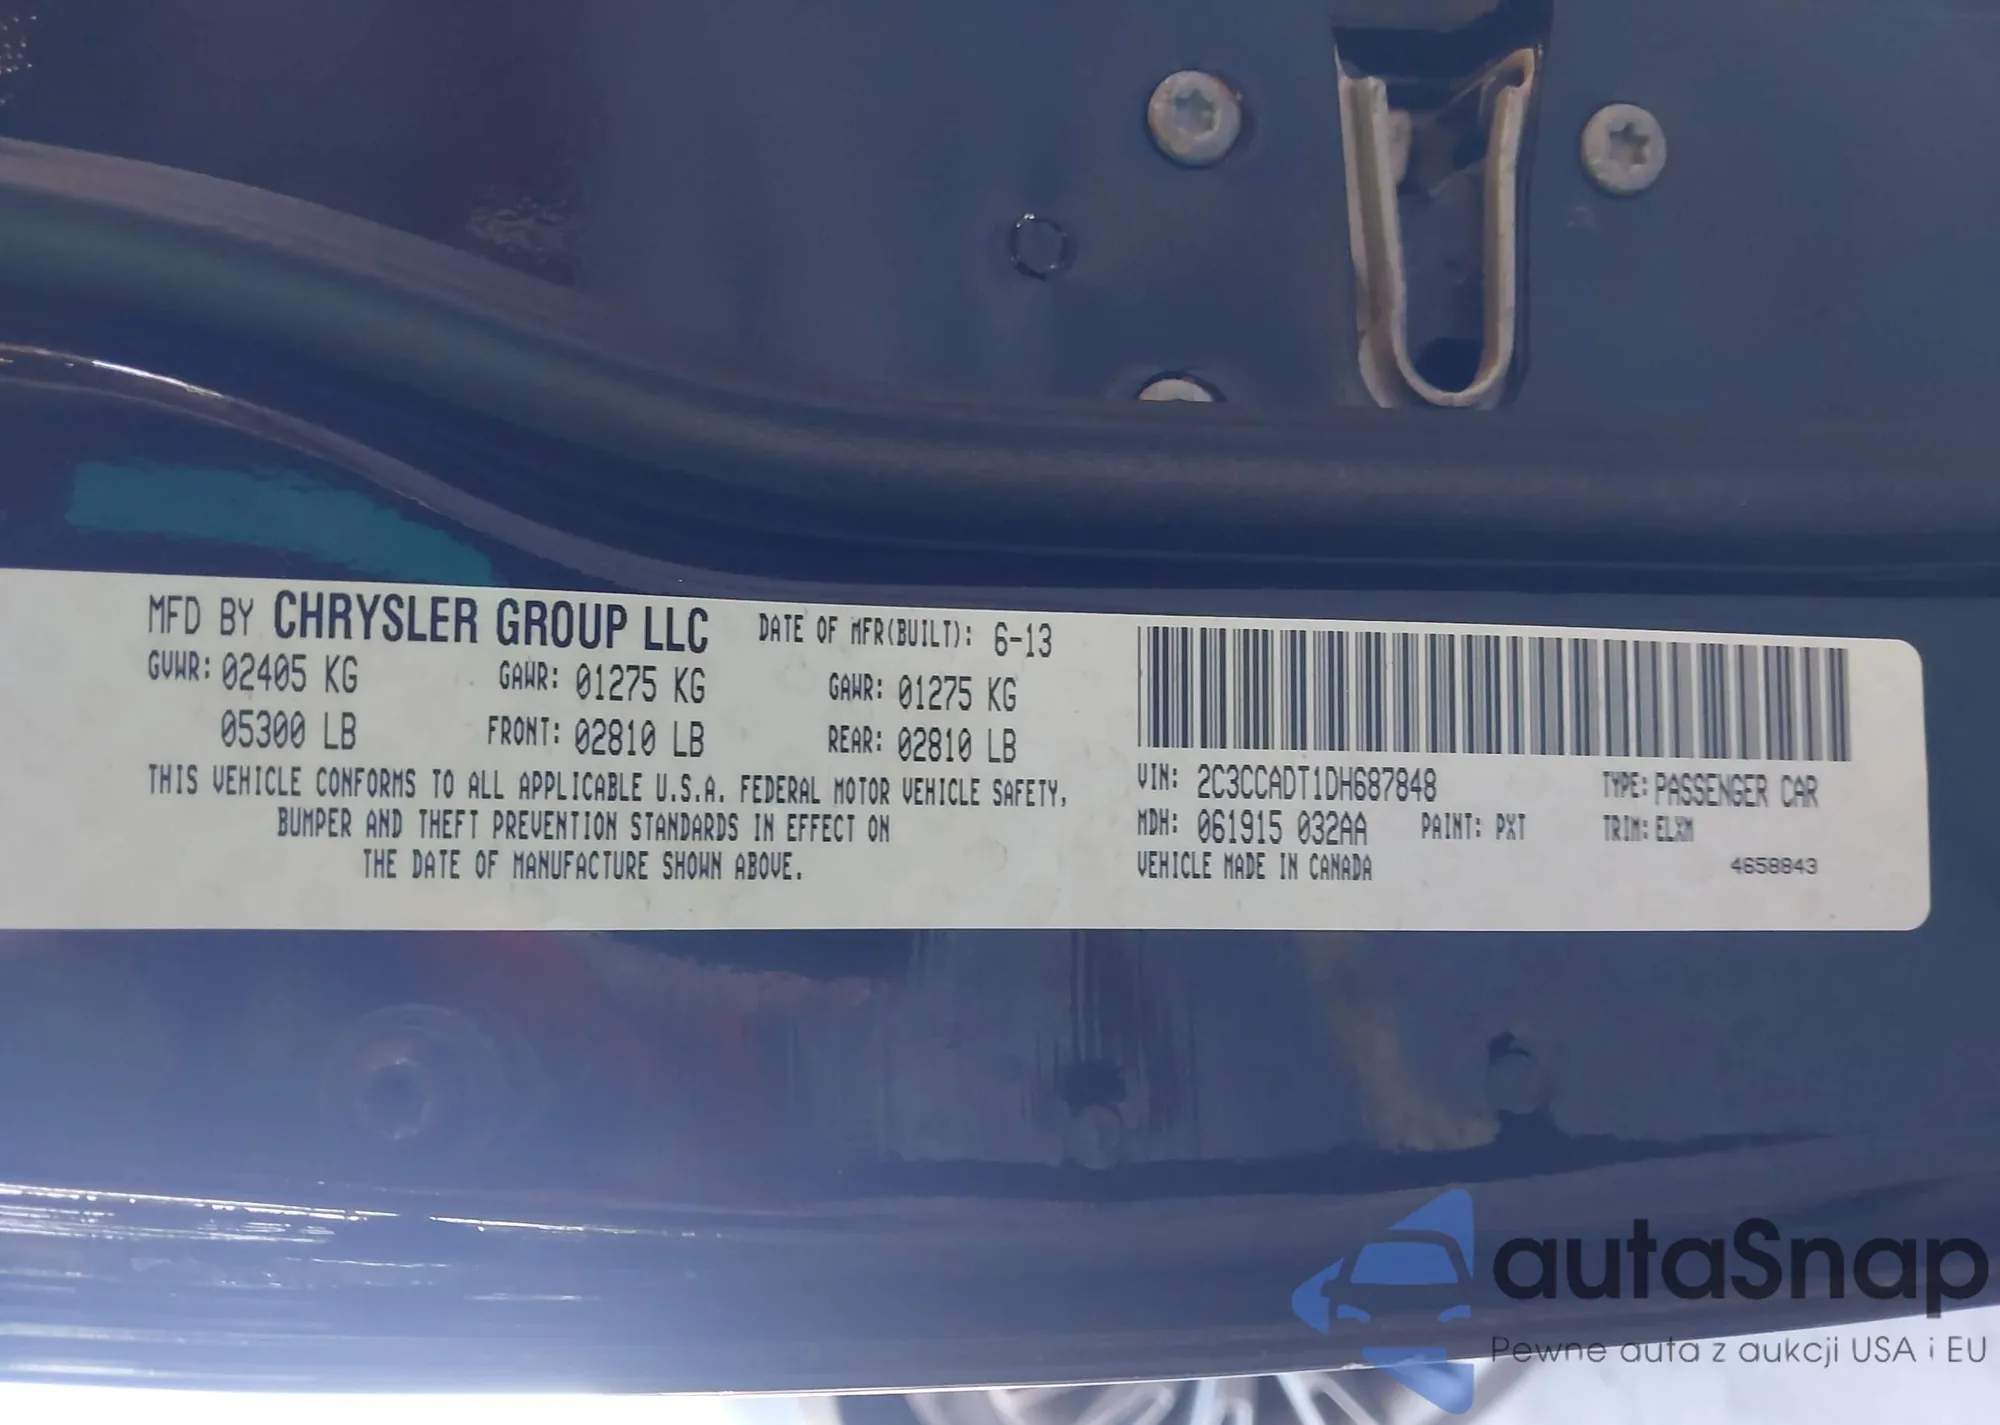 MFD BY CHRYSLER GROUP LLC DATE OF MFR(BUILT): 6-13
GVWR: 02405 KG GAWR: 01275 KG GAWR: 01275 KG
05300 LB FRONT: 02810 LB REAR: 02810 LB
THIS VEHICLE CONFORMS TO ALL APPLICABLE U.S.A. FEDERAL MOTOR VEHICLE SAFETY,
BUMPER AND THEFT PREVENTION STANDARDS IN EFFECT ON
THE DATE OF MANUFACTURE SHOWN ABOVE.
VIN: 2C3CCADT1DH687848 TYPE: PASSENGER CAR
MDH: 061915 032AA PAINT: PXT TRIM: ELXM
VEHICLE MADE IN CANADA
4658843
autaSnap
Pewne auta z aukcji USA i EU